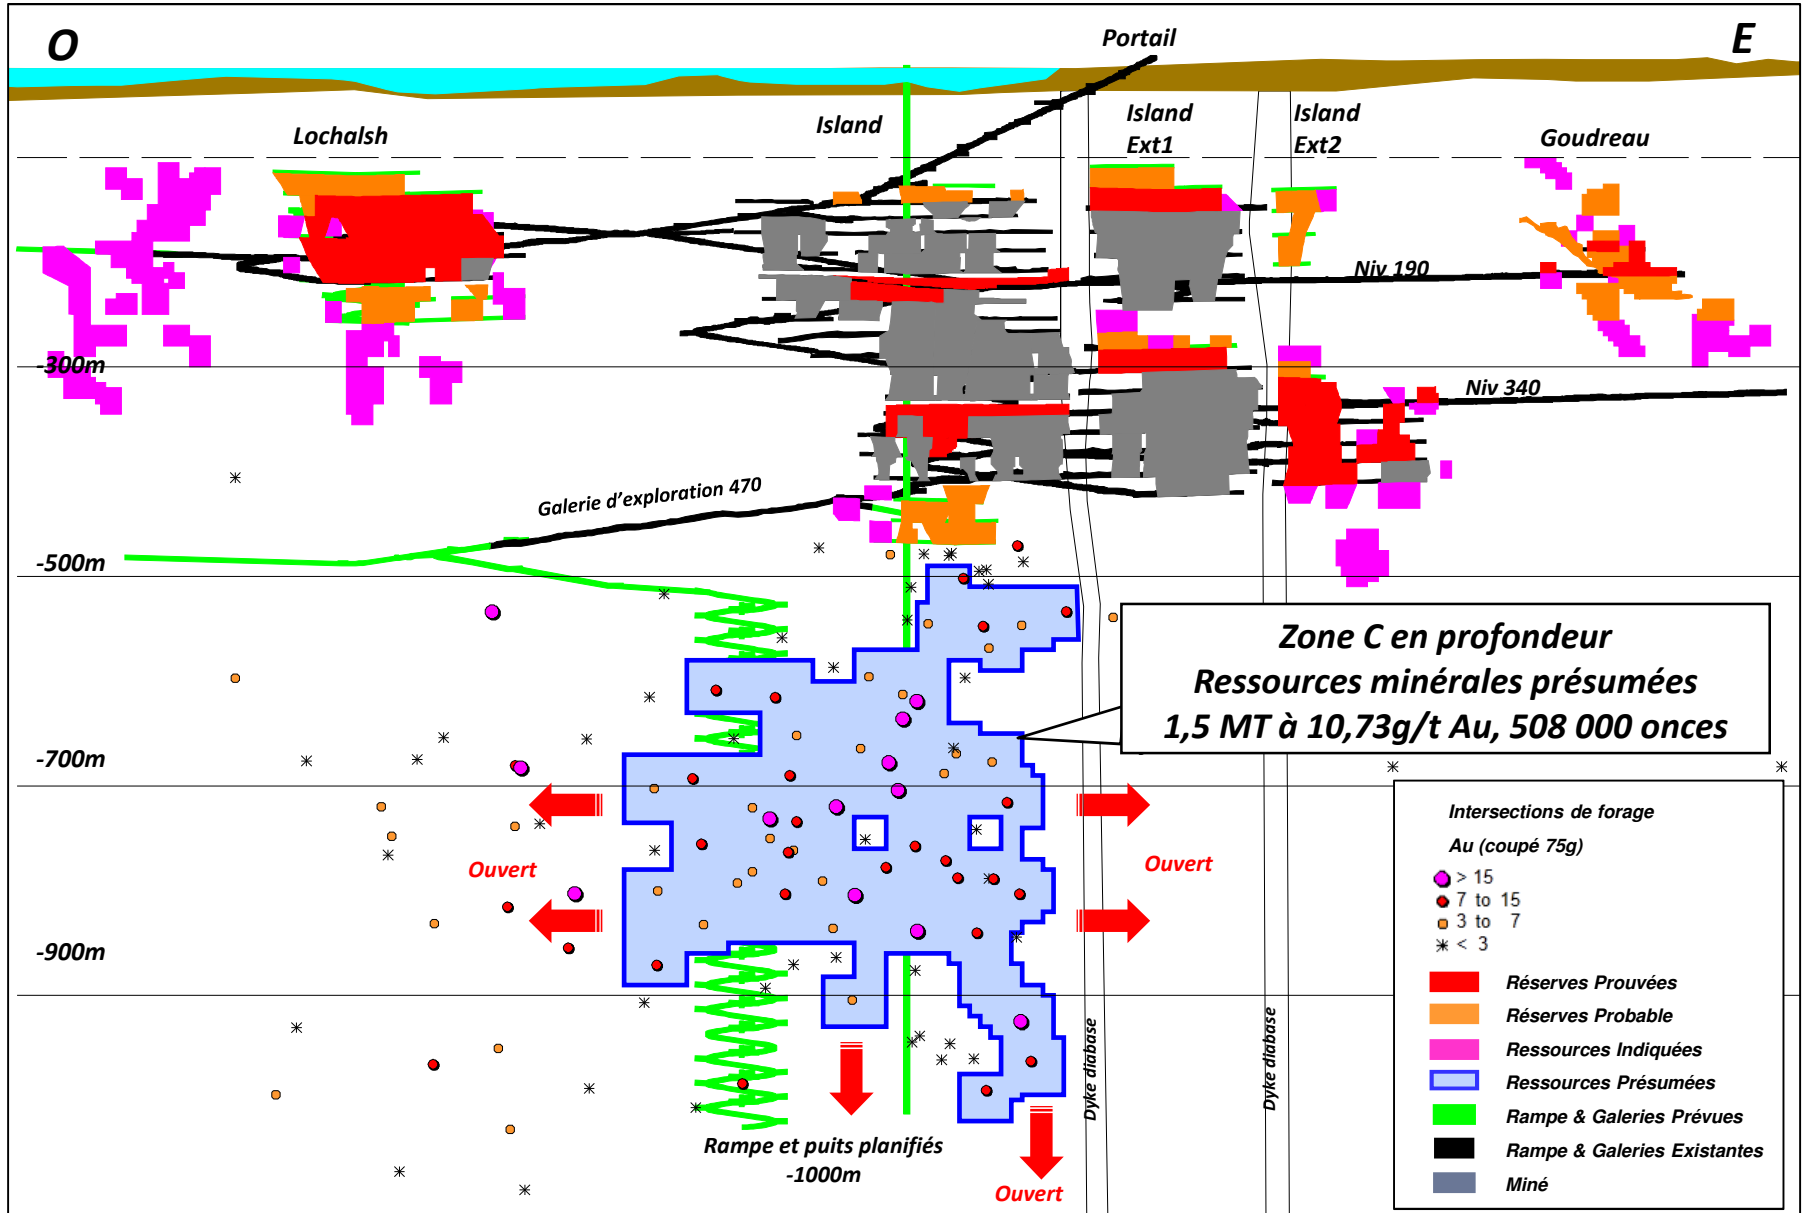 O
E
Portail
Lochalsh
Island
Island
Ext1
Island
Ext2
Goudreau
Niv 190
-300m
Niv 340
Galerie d'exploration 470
-500m
Zone C en profondeur
Ressources minérales présumées
1,5 MT à 10,73g/t Au, 508 000 onces
-700m
Ouvert
Ouvert
-900m
Dyke diabase
Dyke diabase
Rampe et puits planifiés
-1000m
Ouvert
Intersections de forage
Au (coupé 75g)
> 15
7 to 15
3 to 7
< 3
Réserves Prouvées
Réserves Probable
Ressources Indiquées
Ressources Présumées
Rampe & Galeries Prévues
Rampe & Galeries Existantes
Miné